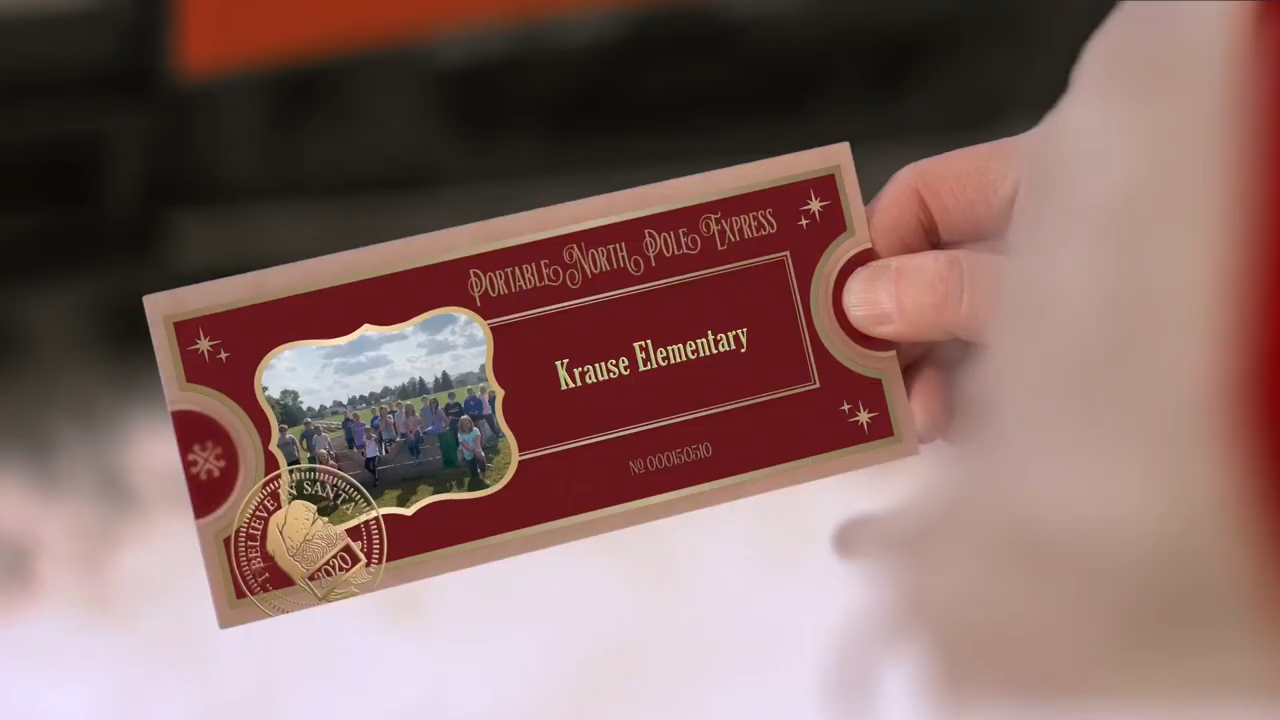 PORTABLE NORTH POLE EXPRESS
Krause Elementary
№ 000150510
I BELIEVE IN SANTA
2020